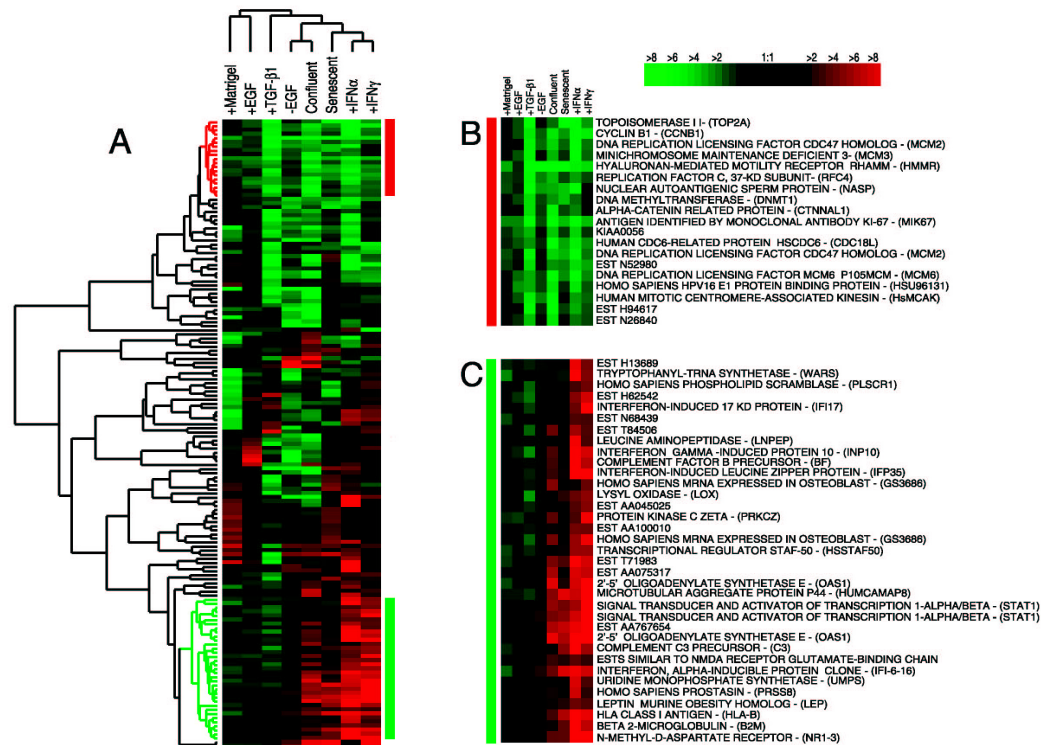 A
+Matrigel
+EGF
+TGF-β1
-EGF
Confluent
Senescent
+IFNα
+IFNγ
>8
>6
>4
>2
1:1
>2
>4
>6
>8
B
+Matrigel
+EGF
+TGF-β1
-EGF
Confluent
Senescent
+IFNα
+IFNγ
TOPOISOMERASE II- (TOP2A)
CYCLIN B1 - (CCNB1)
DNA REPLICATION LICENSING FACTOR CDC47 HOMOLOG - (MCM2)
MINICHROMOSOME MAINTENANCE DEFICIENT 3- (MCM3)
HYALURONAN-MEDIATED MOTILITY RECEPTOR RHAMM - (HMMR)
REPLICATION FACTOR C, 37-KD SUBUNIT- (RFC4)
NUCLEAR AUTOANTIGENIC SPERM PROTEIN - (NASP)
DNA METHYLTRANSFERASE - (DNMT1)
ALPHA-CATENIN RELATED PROTEIN - (CTNNAL1)
ANTIGEN IDENTIFIED BY MONOCLONAL ANTIBODY KI-67 - (MIK67)
KIAA0056
HUMAN CDC6-RELATED PROTEIN HSCDC6 - (CDC18L)
DNA REPLICATION LICENSING FACTOR CDC47 HOMOLOG - (MCM2)
EST N52980
DNA REPLICATION LICENSING FACTOR MCM6 P105MCM - (MCM6)
HOMO SAPIENS HPV16 E1 PROTEIN BINDING PROTEIN - (HSU96131)
HUMAN MITOTIC CENTROMERE-ASSOCIATED KINESIN - (HsMCAK)
EST H94617
EST N26840
C
EST H13689
TRYPTOPHANYL-TRNA SYNTHETASE - (WARS)
HOMO SAPIENS PHOSPHOLIPID SCRAMBLASE - (PLSCR1)
EST H62542
INTERFERON-INDUCED 17 KD PROTEIN - (IFI17)
EST N68439
EST T84506
LEUCINE AMINOPEPTIDASE - (LNPEP)
INTERFERON GAMMA -INDUCED PROTEIN 10 - (INP10)
COMPLEMENT FACTOR B PRECURSOR - (BF)
INTERFERON-INDUCED LEUCINE ZIPPER PROTEIN - (IFP35)
HOMO SAPIENS MRNA EXPRESSED IN OSTEOBLAST - (GS3686)
LYSYL OXIDASE - (LOX)
EST AA045025
PROTEIN KINASE C ZETA - (PRKCZ)
EST AA100010
HOMO SAPIENS MRNA EXPRESSED IN OSTEOBLAST - (GS3686)
TRANSCRIPTIONAL REGULATOR STAF-50 - (HSSTAF50)
EST T71983
EST AA075317
2'-5' OLIGOADENYLATE SYNTHETASE E - (OAS1)
MICROTUBULAR AGGREGATE PROTEIN P44 - (HUMCAMAP8)
SIGNAL TRANSDUCER AND ACTIVATOR OF TRANSCRIPTION 1-ALPHA/BETA - (STAT1)
SIGNAL TRANSDUCER AND ACTIVATOR OF TRANSCRIPTION 1-ALPHA/BETA - (STAT1)
EST AA767654
2'-5' OLIGOADENYLATE SYNTHETASE E - (OAS1)
COMPLEMENT C3 PRECURSOR - (C3)
ESTS SIMILAR TO NMDA RECEPTOR GLUTAMATE-BINDING CHAIN
INTERFERON, ALPHA-INDUCIBLE PROTEIN CLONE - (IFI-6-16)
URIDINE MONOPHOSPHATE SYNTHETASE - (UMPS)
HOMO SAPIENS PROSTASIN - (PRSS8)
LEPTIN MURINE OBESITY HOMOLOG - (LEP)
HLA CLASS I ANTIGEN - (HLA-B)
BETA 2-MICROGLOBULIN - (B2M)
N-METHYL-D-ASPARTATE RECEPTOR - (NR1-3)